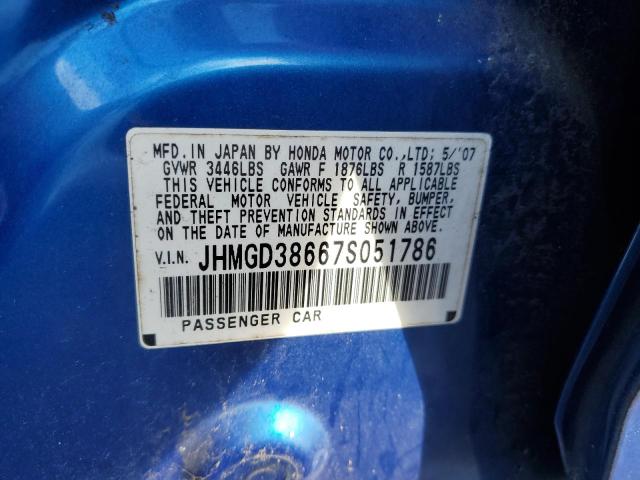 MFD. IN JAPAN BY HONDA MOTOR CO.,LTD; 5/'07
GVWR 3446LBS GAWR F 1876LBS R 1587LBS
THIS VEHICLE CONFORMS TO ALL APPLICABLE
FEDERAL MOTOR VEHICLE SAFETY, BUMPER,
AND THEFT PREVENTION STANDARDS IN EFFECT
ON THE DATE OF MANUFACTURE SHOWN ABOVE.
V.I.N. JHMGD38667S051786
PASSENGER CAR